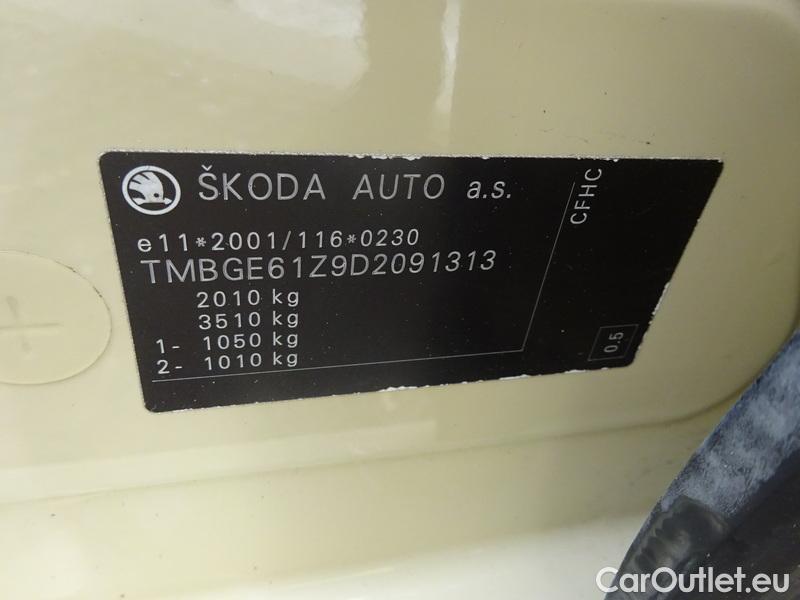 ŠKODA AUTO a.s.
e11*2001/116*0230
TMBGE61Z9D2091313
2010 kg
3510 kg
1- 1050 kg
2- 1010 kg
CFHC
0.5
CarOutlet.eu